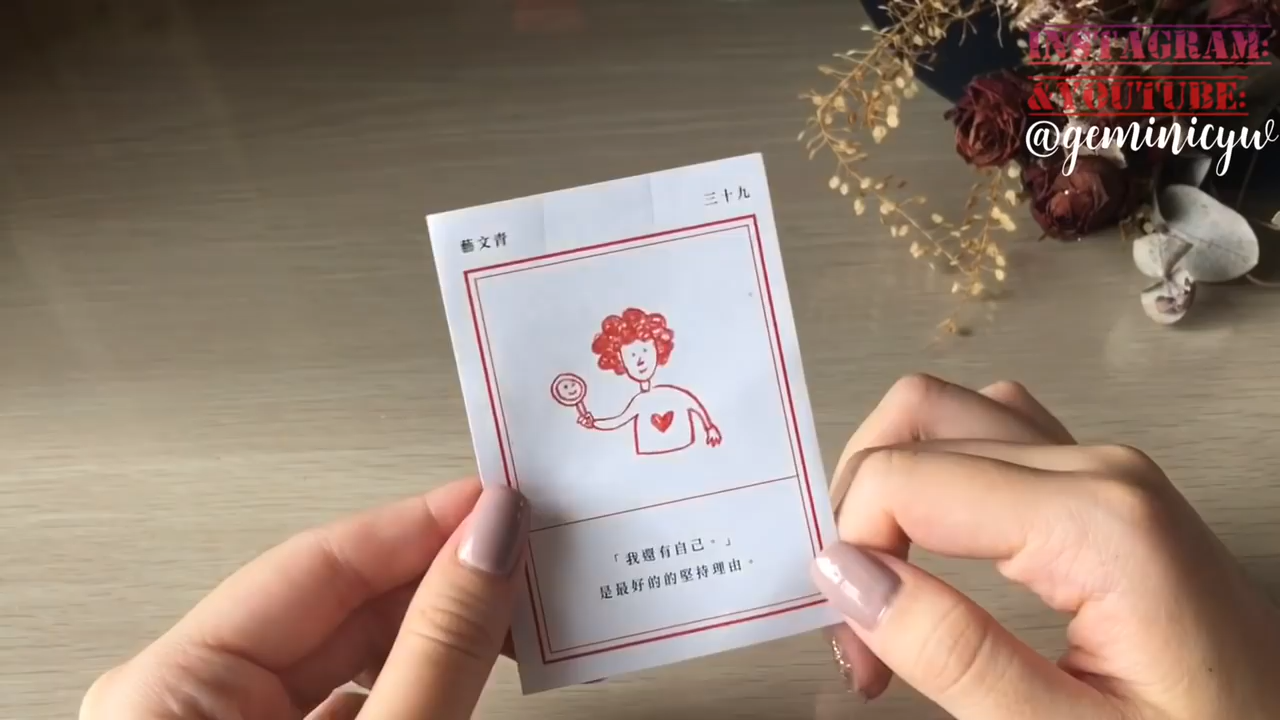 INSTAGRAM:
&YOUTUBE:
@geminicyw
藝文青
三十九
「我還有自己。」
是最好的的堅持理由。